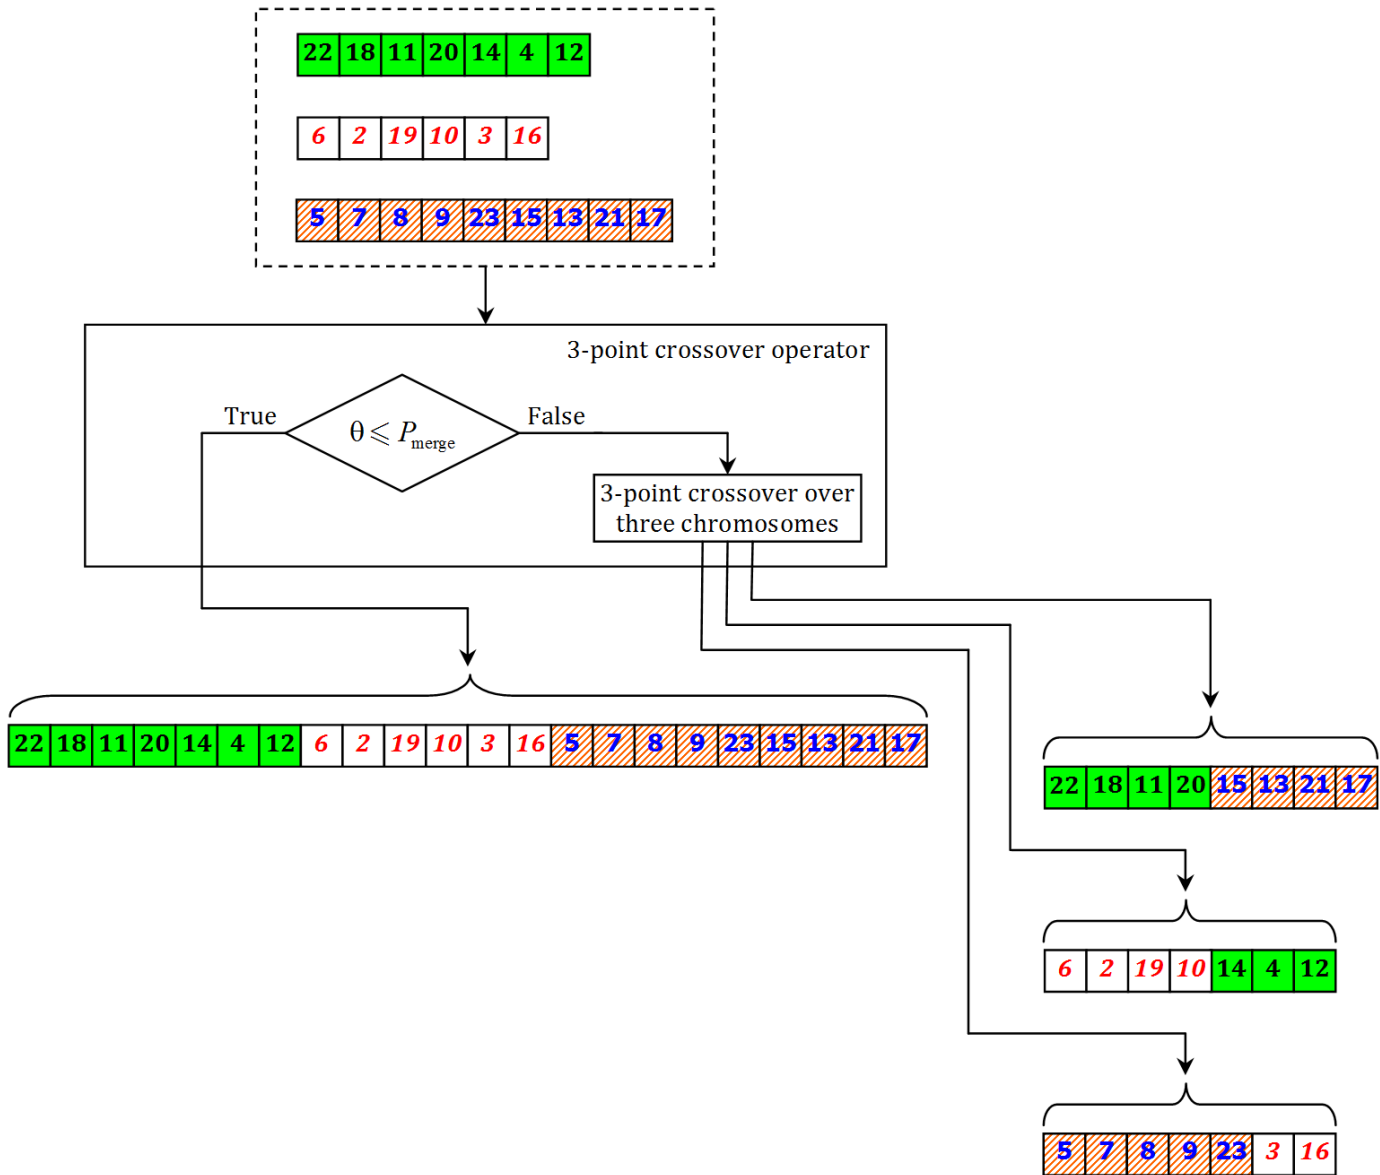 22 18 11 20 14 4 12
6 2 19 10 3 16
5 7 8 9 23 15 13 21 17
3-point crossover operator
True
θ ⩽ P merge
False
3-point crossover over
three chromosomes
22 18 11 20 14 4 12 6 2 19 10 3 16 5 7 8 9 23 15 13 21 17
22 18 11 20 15 13 21 17
6 2 19 10 14 4 12
5 7 8 9 23 3 16